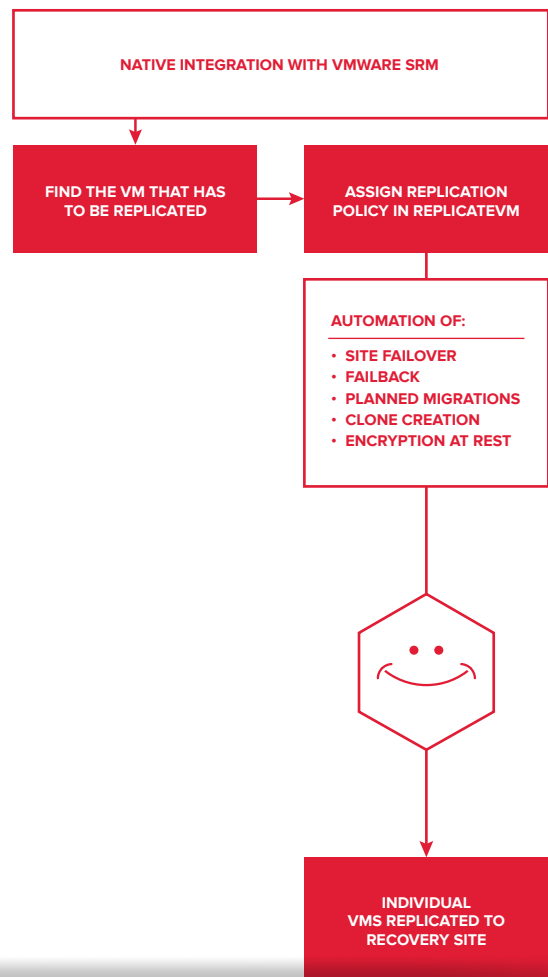 NATIVE INTEGRATION WITH VMWARE SRM
FIND THE VM THAT HAS
TO BE REPLICATED
ASSIGN REPLICATION
POLICY IN REPLICATEVM
AUTOMATION OF:
• SITE FAILOVER
• FAILBACK
• PLANNED MIGRATIONS
• CLONE CREATION
• ENCRYPTION AT REST
INDIVIDUAL
VMS REPLICATED TO
RECOVERY SITE